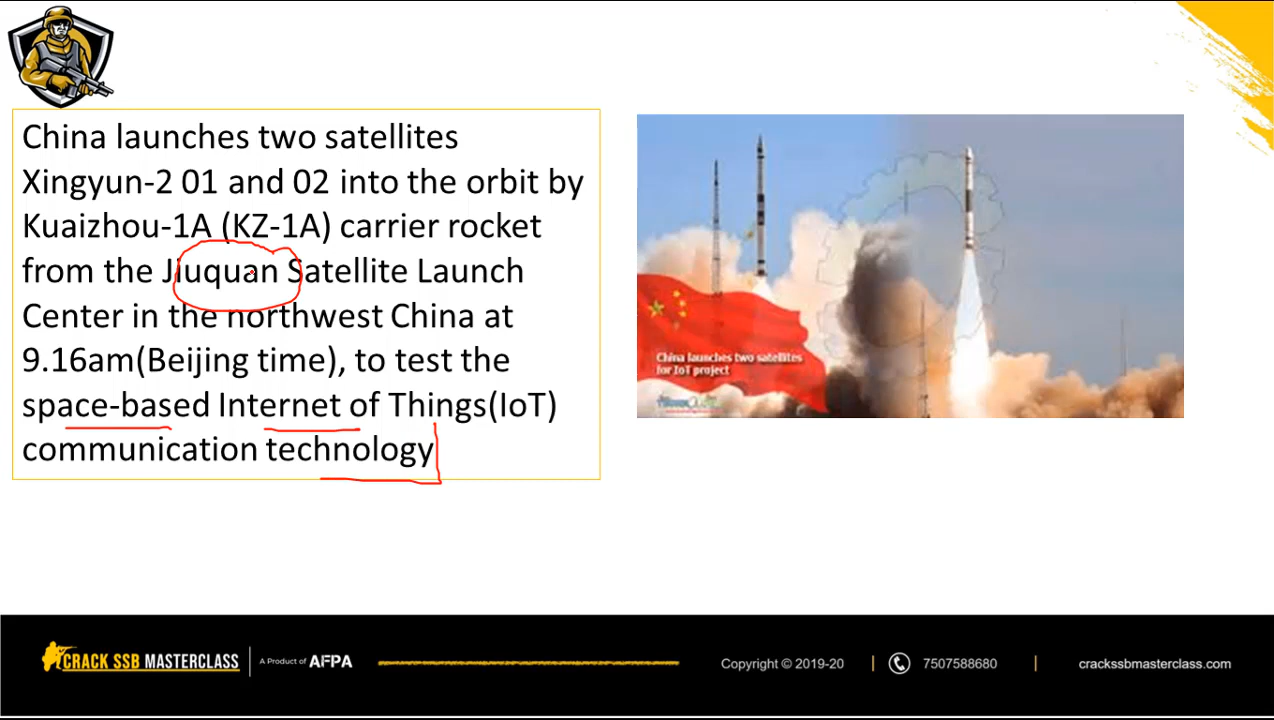 China launches two satellites
Xingyun-2 01 and 02 into the orbit by
Kuaizhou-1A (KZ-1A) carrier rocket
from the Jiuquan Satellite Launch
Center in the northwest China at
9.16am(Beijing time), to test the
space-based Internet of Things(IoT)
communication technology
China launches two satellites
for IoT project
CRACK SSB MASTERCLASS
A Product of AFPA
Copyright © 2019-20
7507588680
crackssbmasterclass.com